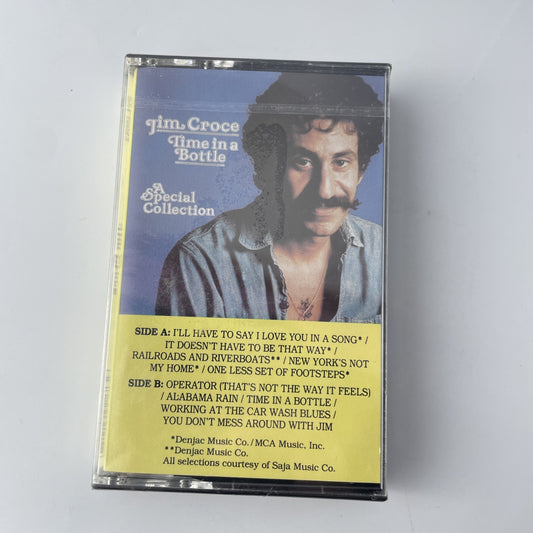 Jim Croce
Time in a
Bottle
A
Special
Collection
SIDE A: I'LL HAVE TO SAY I LOVE YOU IN A SONG* /
IT DOESN'T HAVE TO BE THAT WAY* /
RAILROADS AND RIVERBOATS** / NEW YORK'S NOT
MY HOME* / ONE LESS SET OF FOOTSTEPS*
SIDE B: OPERATOR (THAT'S NOT THE WAY IT FEELS)
/ ALABAMA RAIN / TIME IN A BOTTLE /
WORKING AT THE CAR WASH BLUES /
YOU DON'T MESS AROUND WITH JIM
*Denjac Music Co./MCA Music, Inc.
**Denjac Music Co.
All selections courtesy of Saja Music Co.